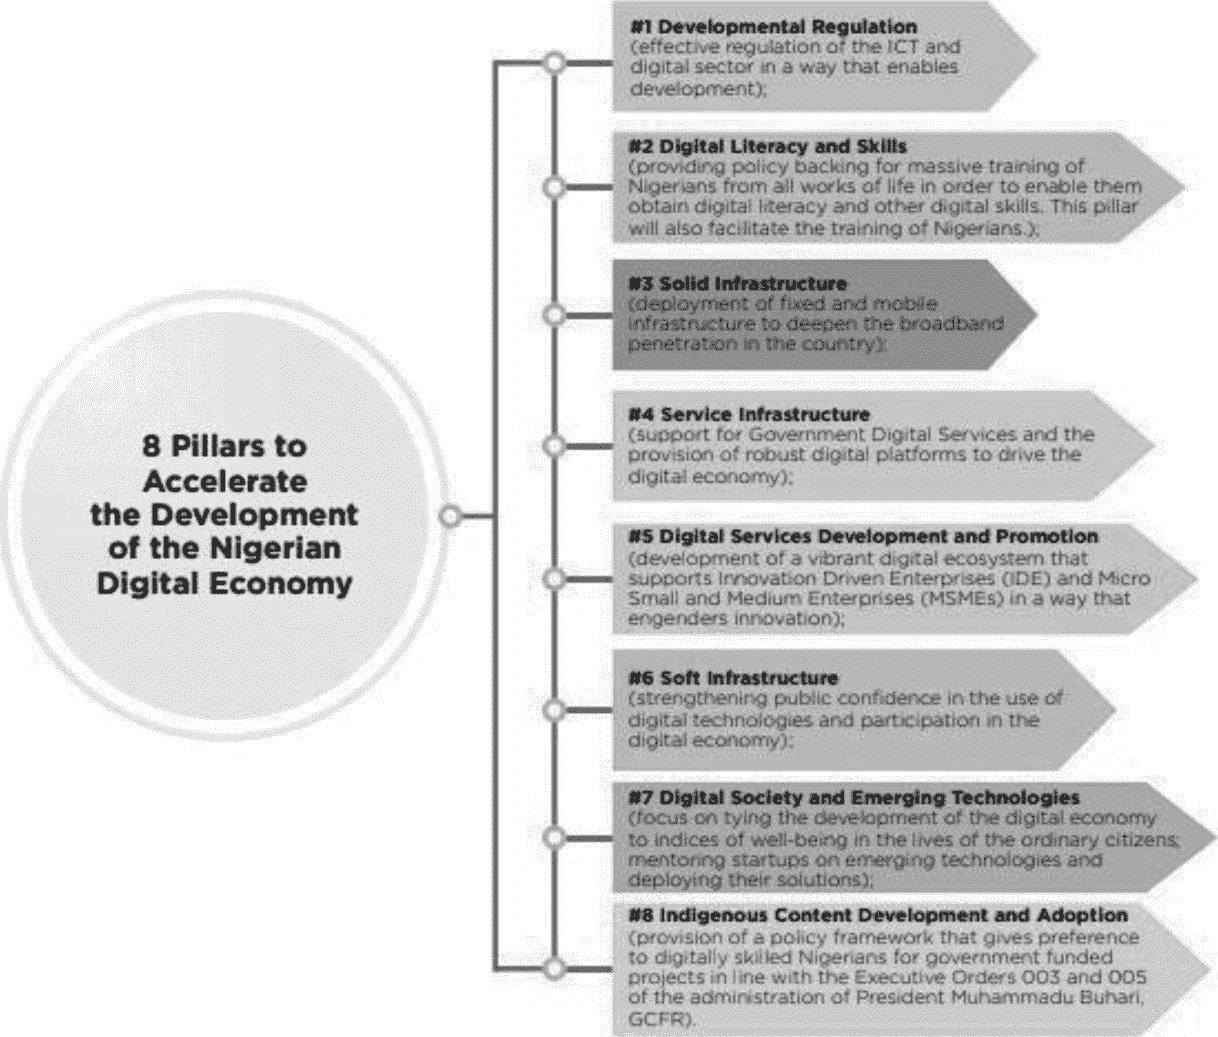 8 Pillars to
Accelerate
the Development
of the Nigerian
Digital Economy
#1 Developmental Regulation
(effective regulation of the ICT and
digital sector in a way that enables
development);
#2 Digital Literacy and Skills
(providing policy backing for massive training of
Nigerians from all works of life in order to enable them
obtain digital literacy and other digital skills. This pillar
will also facilitate the training of Nigerians.);
#3 Solid Infrastructure
(deployment of fixed and mobile
infrastructure to deepen the broadband
penetration in the country);
#4 Service Infrastructure
(support for Government Digital Services and the
provision of robust digital platforms to drive the
digital economy);
#5 Digital Services Development and Promotion
(development of a vibrant digital ecosystem that
supports Innovation Driven Enterprises (IDE) and Micro
Small and Medium Enterprises (MSMEs) in a way that
engenders innovation);
#6 Soft Infrastructure
(strengthening public confidence in the use of
digital technologies and participation in the
digital economy);
#7 Digital Society and Emerging Technologies
(focus on tying the development of the digital economy
to indices of well-being in the lives of the ordinary citizens;
mentoring startups on emerging technologies and
deploying their solutions);
#8 Indigenous Content Development and Adoption
(provision of a policy framework that gives preference
to digitally skilled Nigerians for government funded
projects in line with the Executive Orders 003 and 005
of the administration of President Muhammadu Buhari,
GCFR).